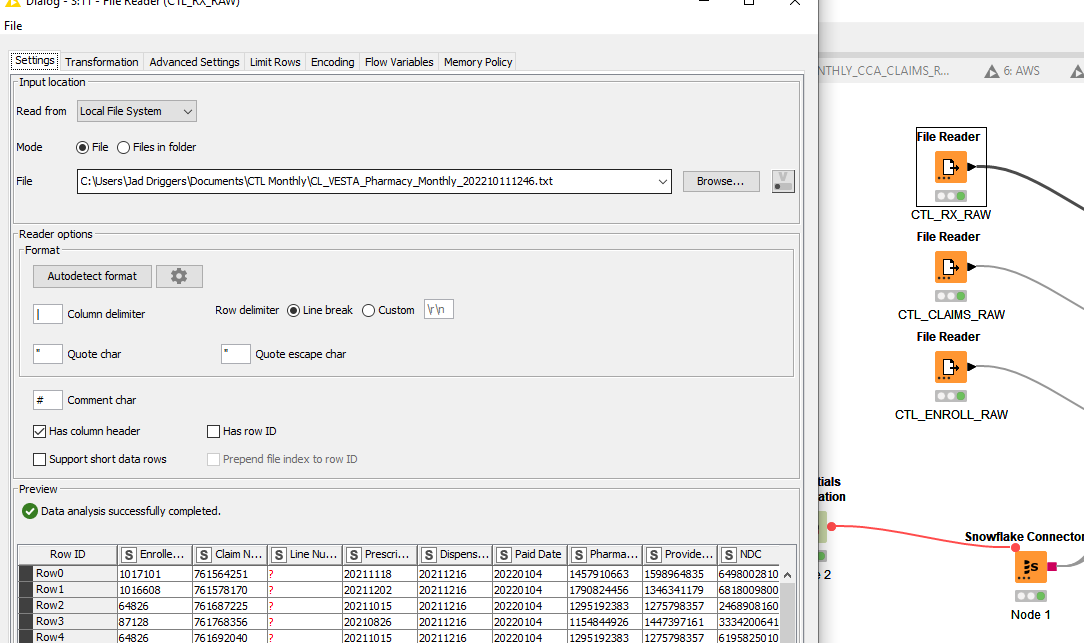 Dialog - 3:11 - File Reader (CTL_RX_RAW)
File
Settings Transformation Advanced Settings Limit Rows Encoding Flow Variables Memory Policy
Input location
Read from Local File System
Mode File Files in folder
File C:\Users\Jad Driggers\Documents\CTL Monthly\CL_VESTA_Pharmacy_Monthly_202210111246.txt Browse... V
Reader options
Format
Autodetect format
| Column delimiter Row delimiter Line break Custom \r\n
" Quote char " Quote escape char
# Comment char
Has column header Has row ID
Support short data rows Prepend file index to row ID
Preview
Data analysis successfully completed.
Row ID S Enrolle... S Claim N... S Line Nu... S Prescri... S Dispens... S Paid Date S Pharma... S Provide... S NDC
Row0 1017101 761564251 ? 20211118 20211216 20220104 1457910663 1598964835 6498002810
Row1 1016608 761578170 ? 20211202 20211216 20220104 1790824456 1346341179 6818009800
Row2 64826 761687225 ? 20211015 20211216 20220104 1295192383 1275798357 2468908160
Row3 87128 761768356 ? 20210826 20211216 20220104 1154844926 1447397161 3334200641
Row4 64826 761692040 ? 20211015 20211216 20220104 1295192383 1275798357 6195825010
NTHLY_CCA_CLAIMS_R... 6: AWS
File Reader
CTL_RX_RAW
File Reader
CTL_CLAIMS_RAW
File Reader
CTL_ENROLL_RAW
tials
ation
e 2
Snowflake Connector
s
Node 1